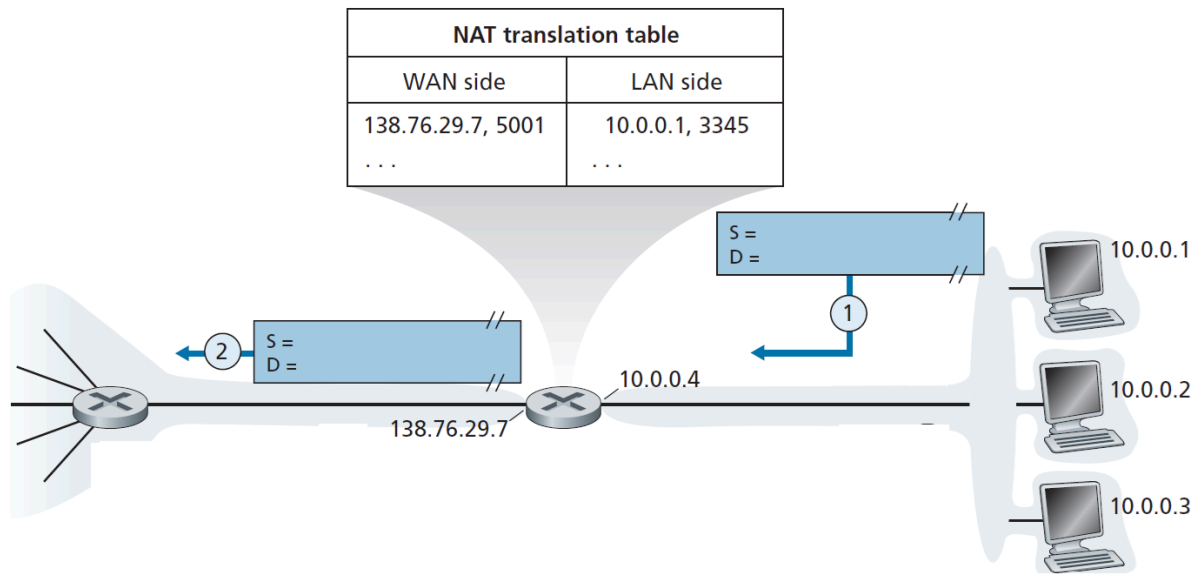 NAT translation table
WAN side LAN side
138.76.29.7, 5001 10.0.0.1, 3345
. . . . . .
S =
D =
1
10.0.0.1
2
S =
D =
10.0.0.4
138.76.29.7
10.0.0.2
10.0.0.3